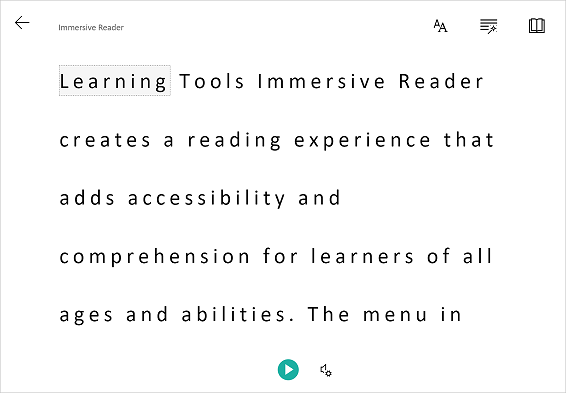 Immersive Reader
AA
Learning Tools Immersive Reader
creates a reading experience that
adds accessibility and
comprehension for learners of all
ages and abilities. The menu in